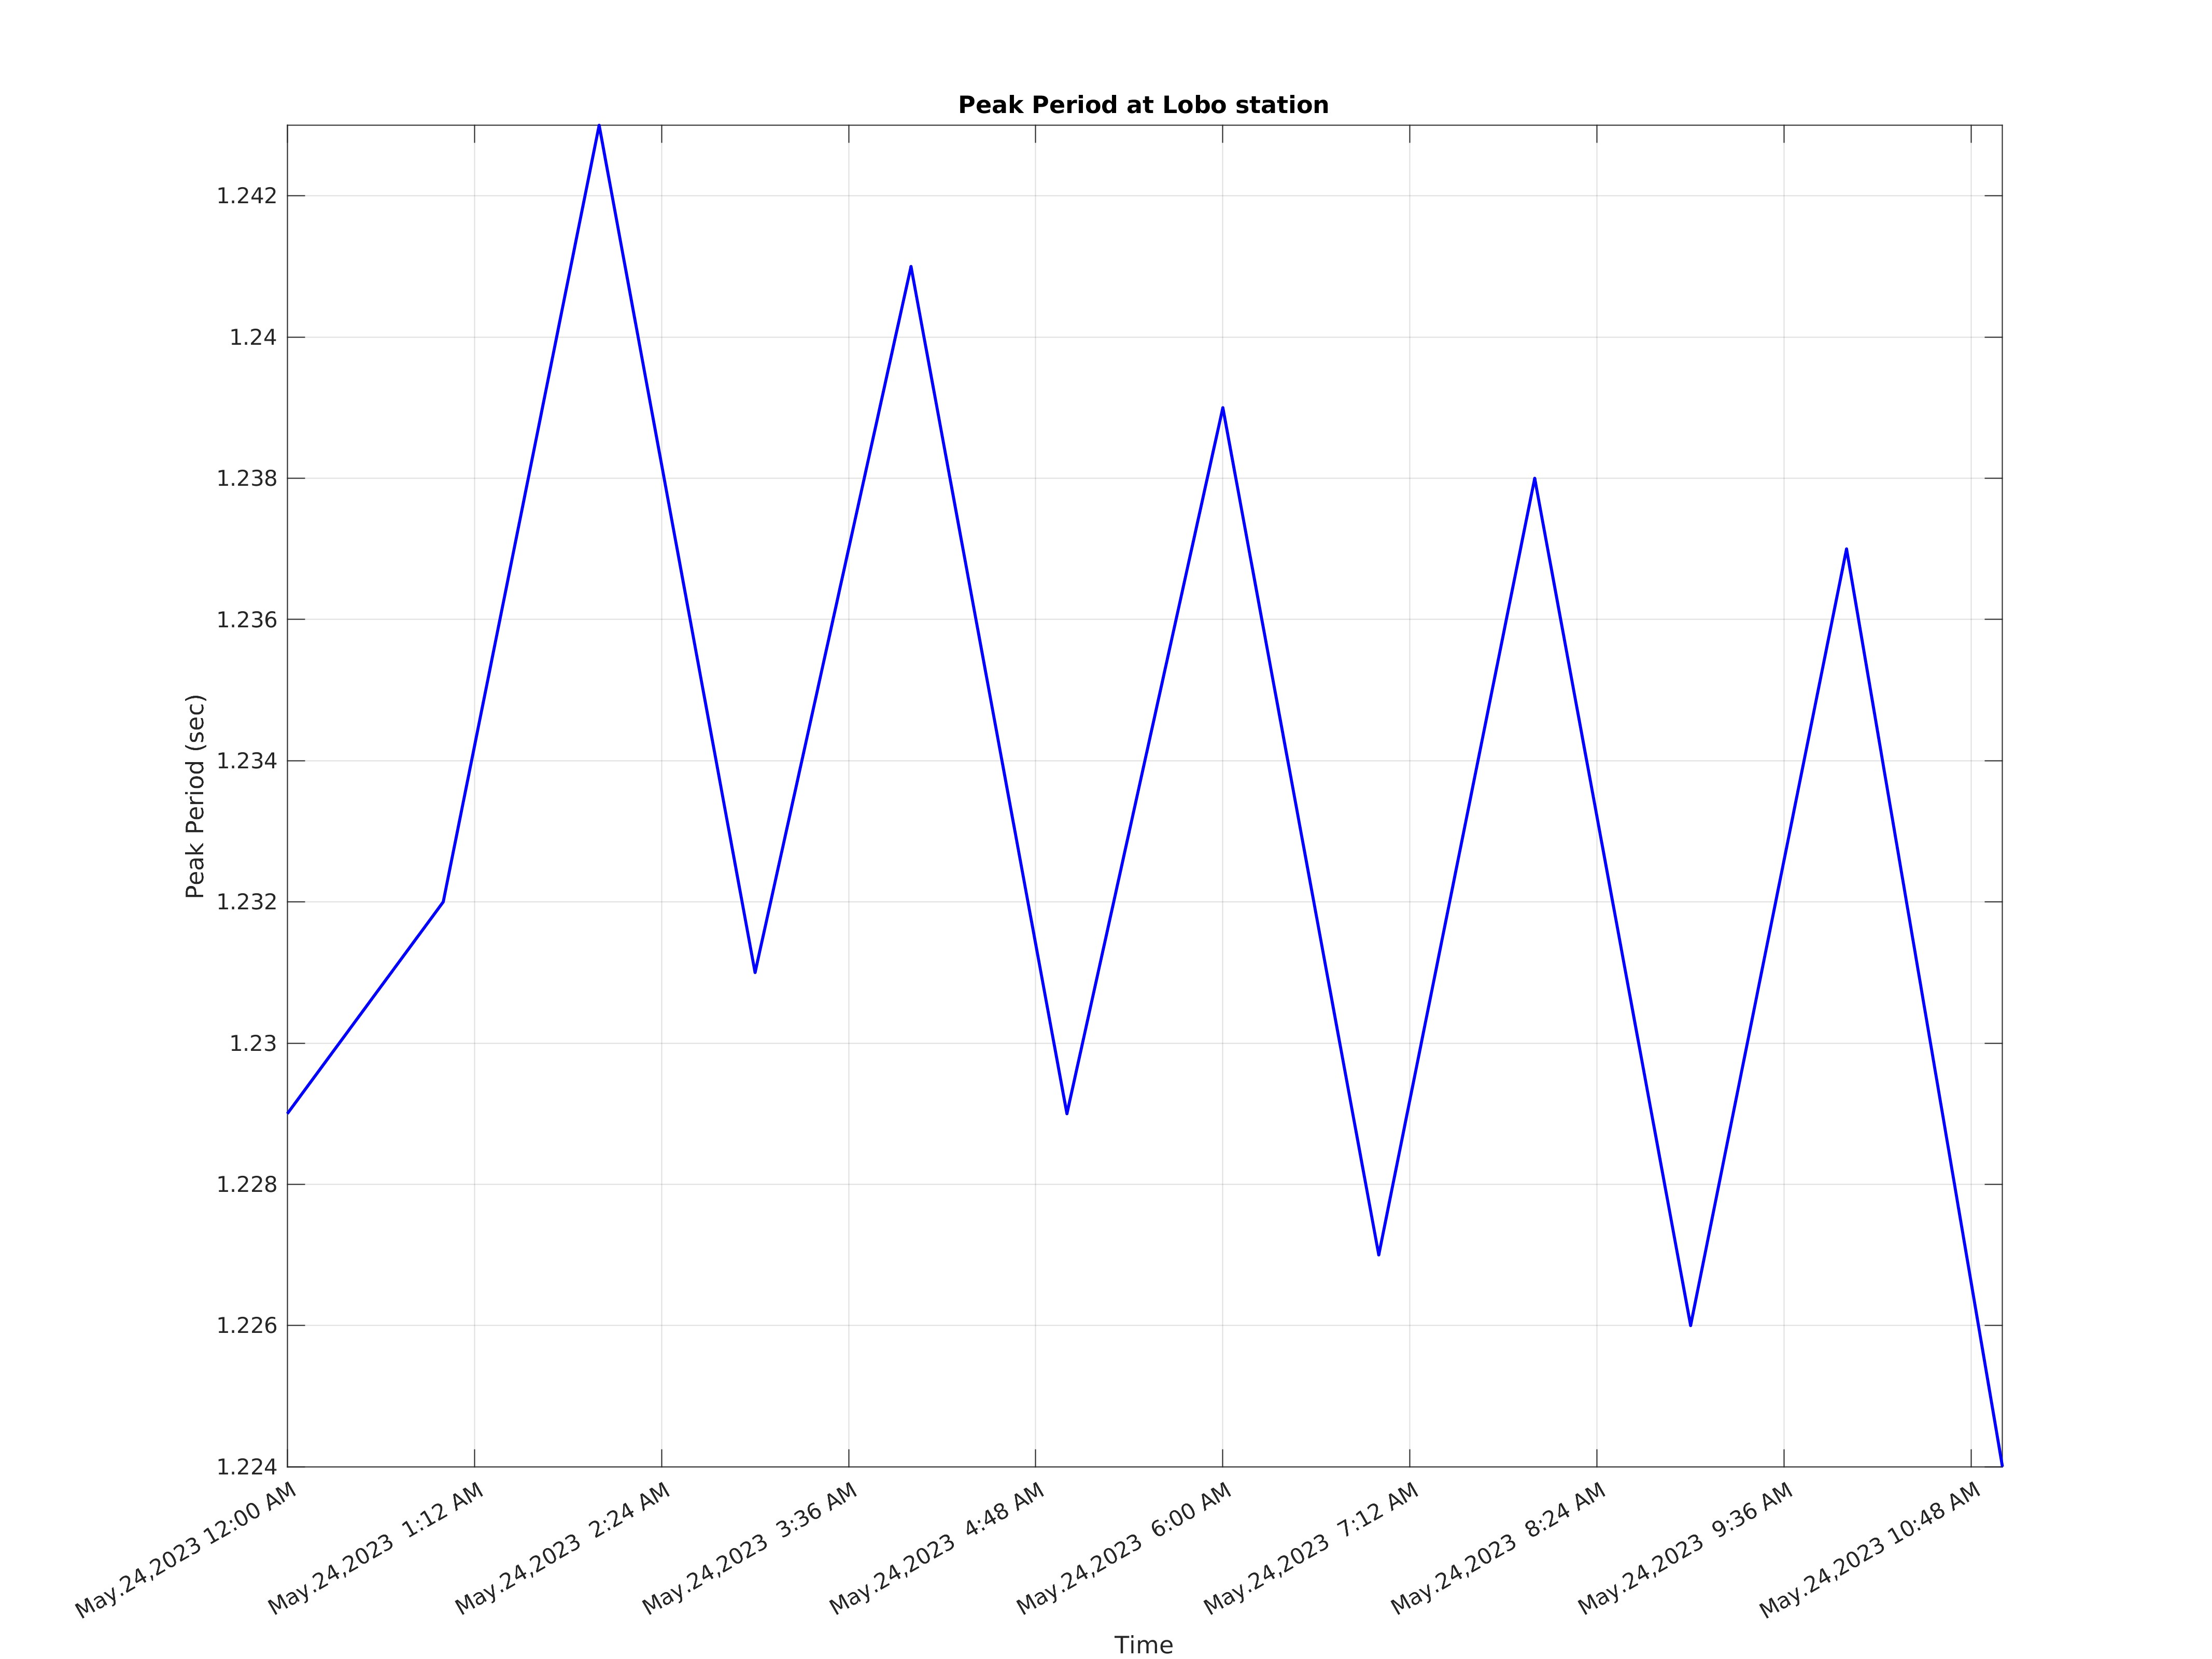 Peak Period at Lobo station
Peak Period (sec)
1.242
1.24
1.238
1.236
1.234
1.232
1.23
1.228
1.226
1.224
May.24,2023 12:00 AM
May.24,2023  1:12 AM
May.24,2023  2:24 AM
May.24,2023  3:36 AM
May.24,2023  4:48 AM
May.24,2023  6:00 AM
May.24,2023  7:12 AM
May.24,2023  8:24 AM
May.24,2023  9:36 AM
May.24,2023 10:48 AM
Time